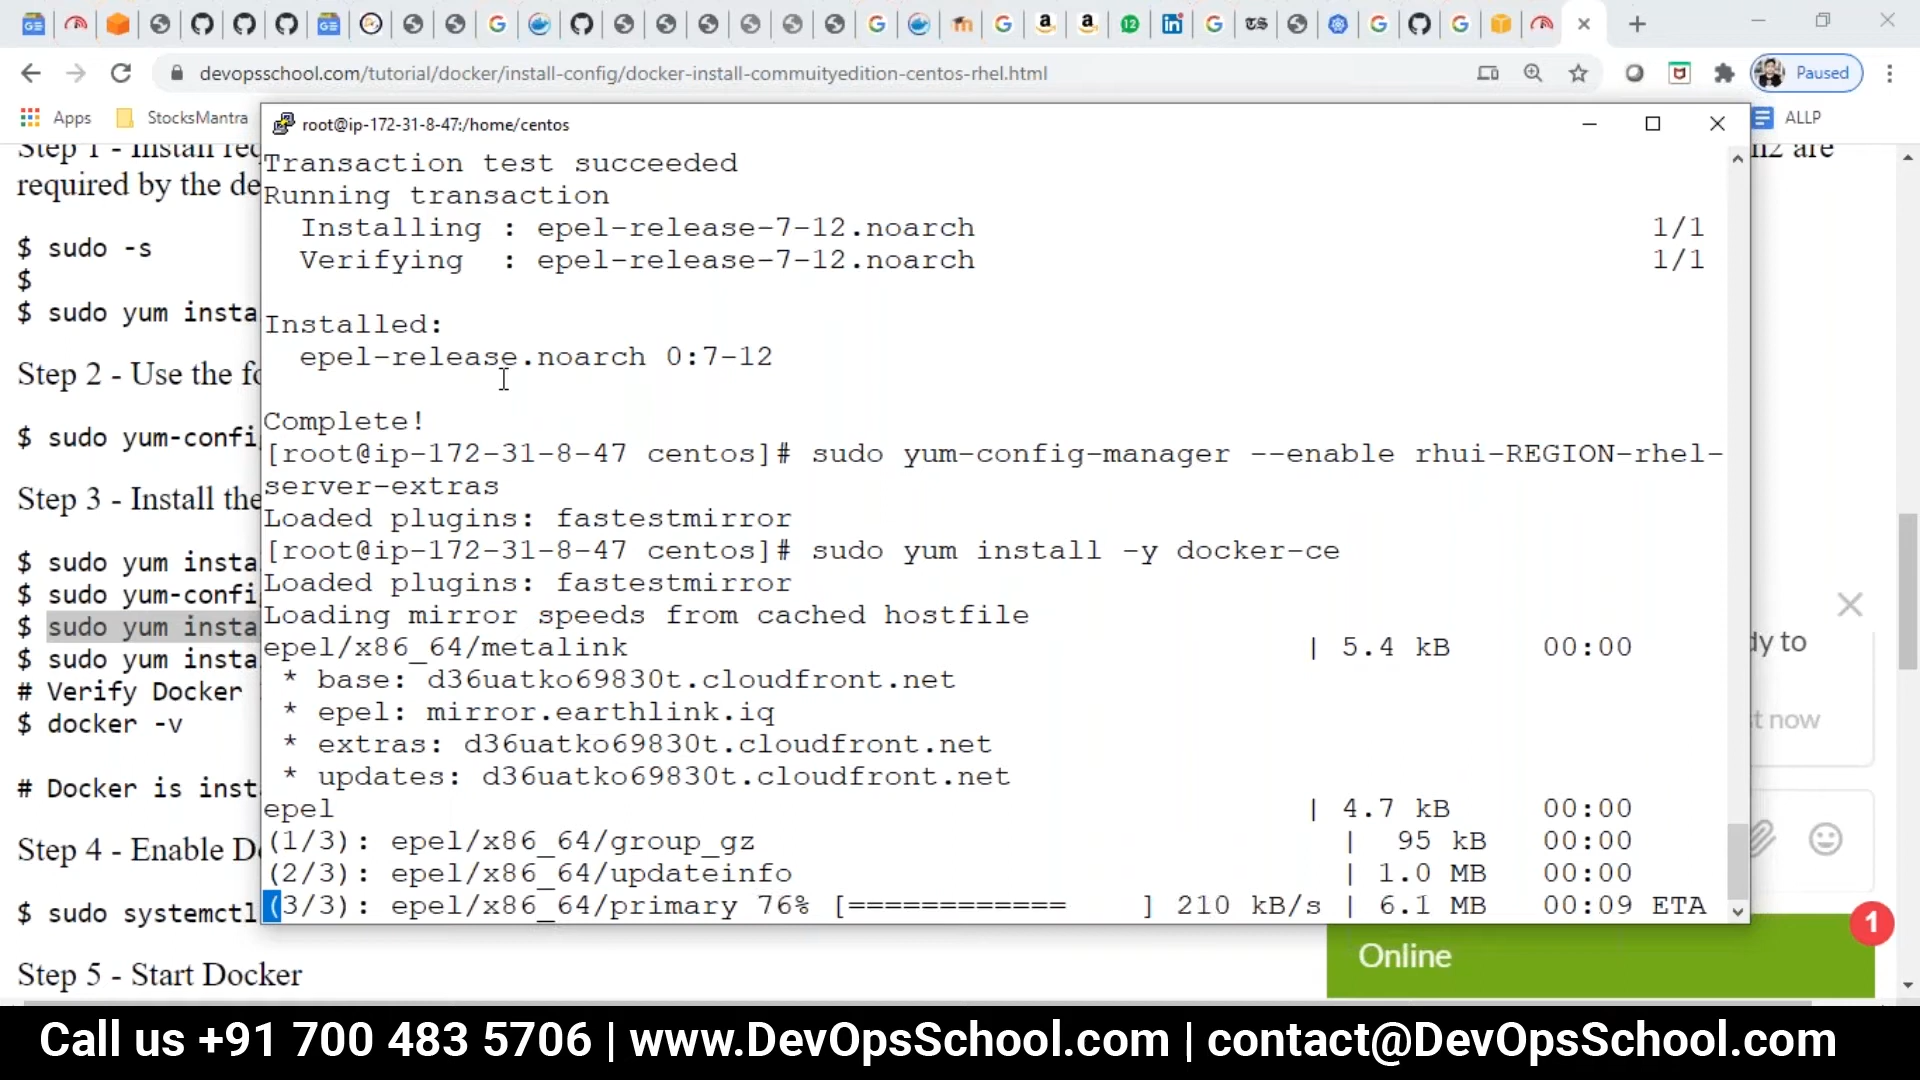 devopsschool.com/tutorial/docker/install-config/docker-install-commuityedition-centos-rhel.html
Paused
Apps
StocksMantra
ALLP
root@ip-172-31-8-47:/home/centos
Step 1 - Install
n2 are
required by the de
$ sudo -s
$
$ sudo yum insta
Step 2 - Use the fo
$ sudo yum-confi
Step 3 - Install the
$ sudo yum insta
$ sudo yum-confi
$ sudo yum insta
$ sudo yum insta
# Verify Docker
$ docker -v
# Docker is inst
Step 4 - Enable D
$ sudo systemctl
Step 5 - Start Docker
Transaction test succeeded
Running transaction
Installing : epel-release-7-12.noarch 1/1
Verifying : epel-release-7-12.noarch 1/1
Installed:
epel-release.noarch 0:7-12
Complete!
[root@ip-172-31-8-47 centos]# sudo yum-config-manager --enable rhui-REGION-rhel-
server-extras
Loaded plugins: fastestmirror
[root@ip-172-31-8-47 centos]# sudo yum install -y docker-ce
Loaded plugins: fastestmirror
Loading mirror speeds from cached hostfile
epel/x86_64/metalink | 5.4 kB 00:00
* base: d36uatko69830t.cloudfront.net
* epel: mirror.earthlink.iq
* extras: d36uatko69830t.cloudfront.net
* updates: d36uatko69830t.cloudfront.net
epel | 4.7 kB 00:00
(1/3): epel/x86_64/group_gz | 95 kB 00:00
(2/3): epel/x86_64/updateinfo | 1.0 MB 00:00
(3/3): epel/x86_64/primary 76% [============ ] 210 kB/s | 6.1 MB 00:09 ETA
dy to
t now
1
Online
Call us +91 700 483 5706 | www.DevOpsSchool.com | contact@DevOpsSchool.com